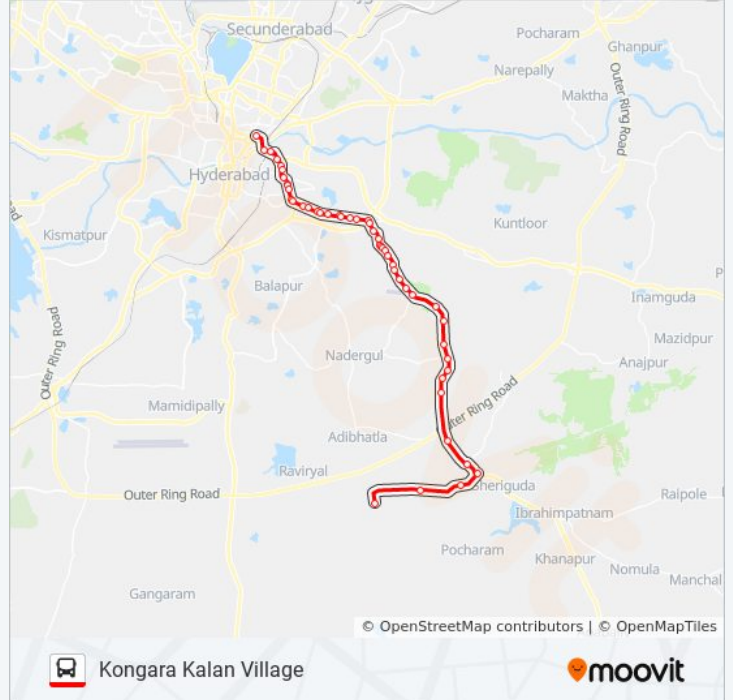 Secunderabad
Pocharam
Ghanpur
Narepally
Outer Ring Road
Maktha
Hyderabad
Kismatpur
Kuntloor
Balapur
Inamguda
Outer Ring Road
Mazidpur
Nadergul
Anajpur
Mamidipally
Outer Ring Road
Adibhatla
Raviryal
Outer Ring Road
Sheriguda
Raipole
Ibrahimpatnam
Pocharam
Khanapur
Nomula
Manchal
Gangaram
© OpenStreetMap contributors | © OpenMapTiles
Kongara Kalan Village
moovit